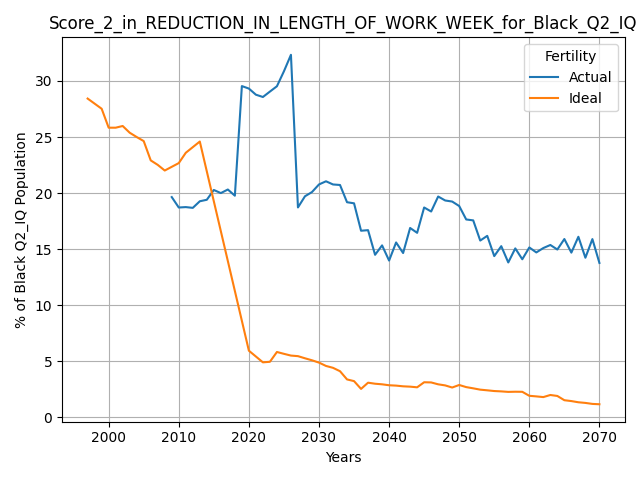 Score_2_in_REDUCTION_IN_LENGTH_OF_WORK_WEEK_for_Black_Q2_IQ
Fertility
Actual
Ideal
% of Black Q2_IQ Population
30
25
20
15
10
5
0
2000 2010 2020 2030 2040 2050 2060 2070
Years